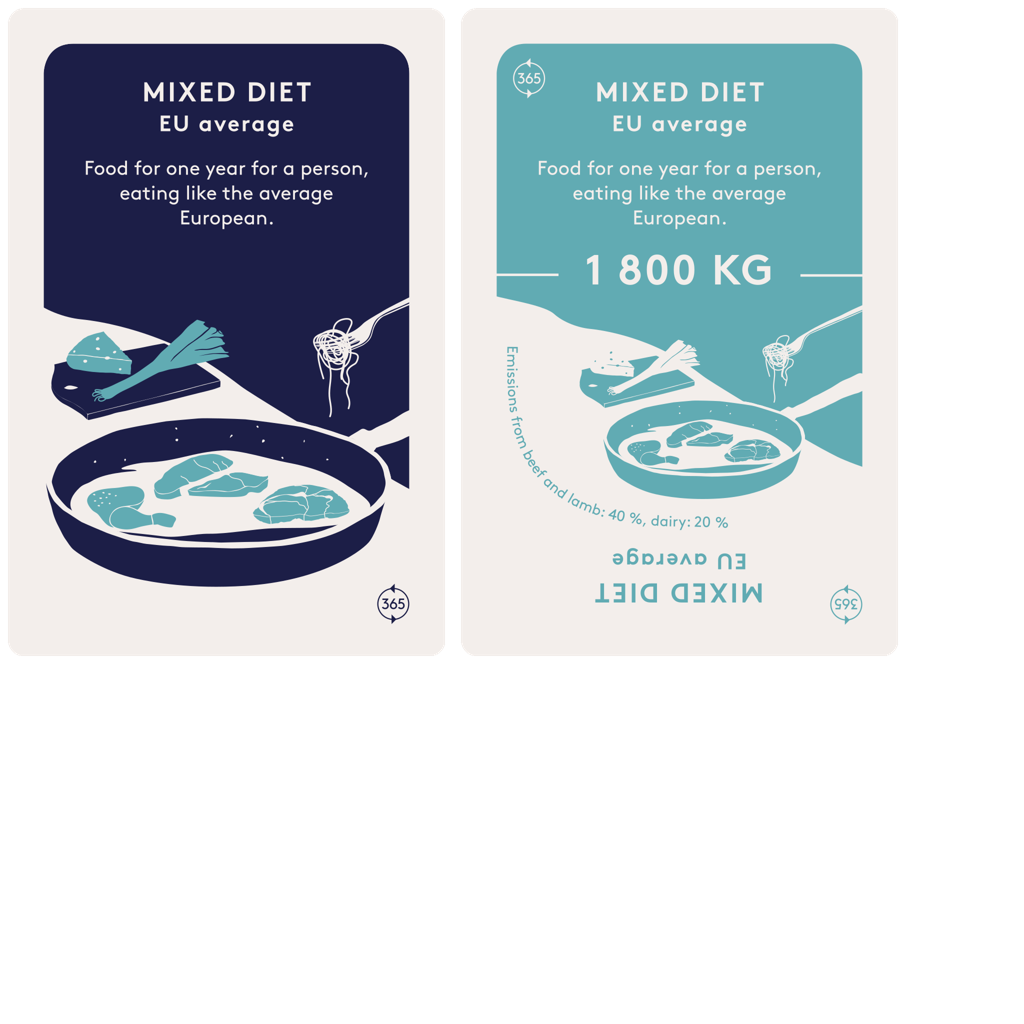 MIXED DIET
EU average
Food for one year for a person,
eating like the average
European.
365
365
MIXED DIET
EU average
Food for one year for a person,
eating like the average
European.
1 800 KG
Emissions from beef and lamb: 40 %, dairy: 20 %
EU average
MIXED DIET
365